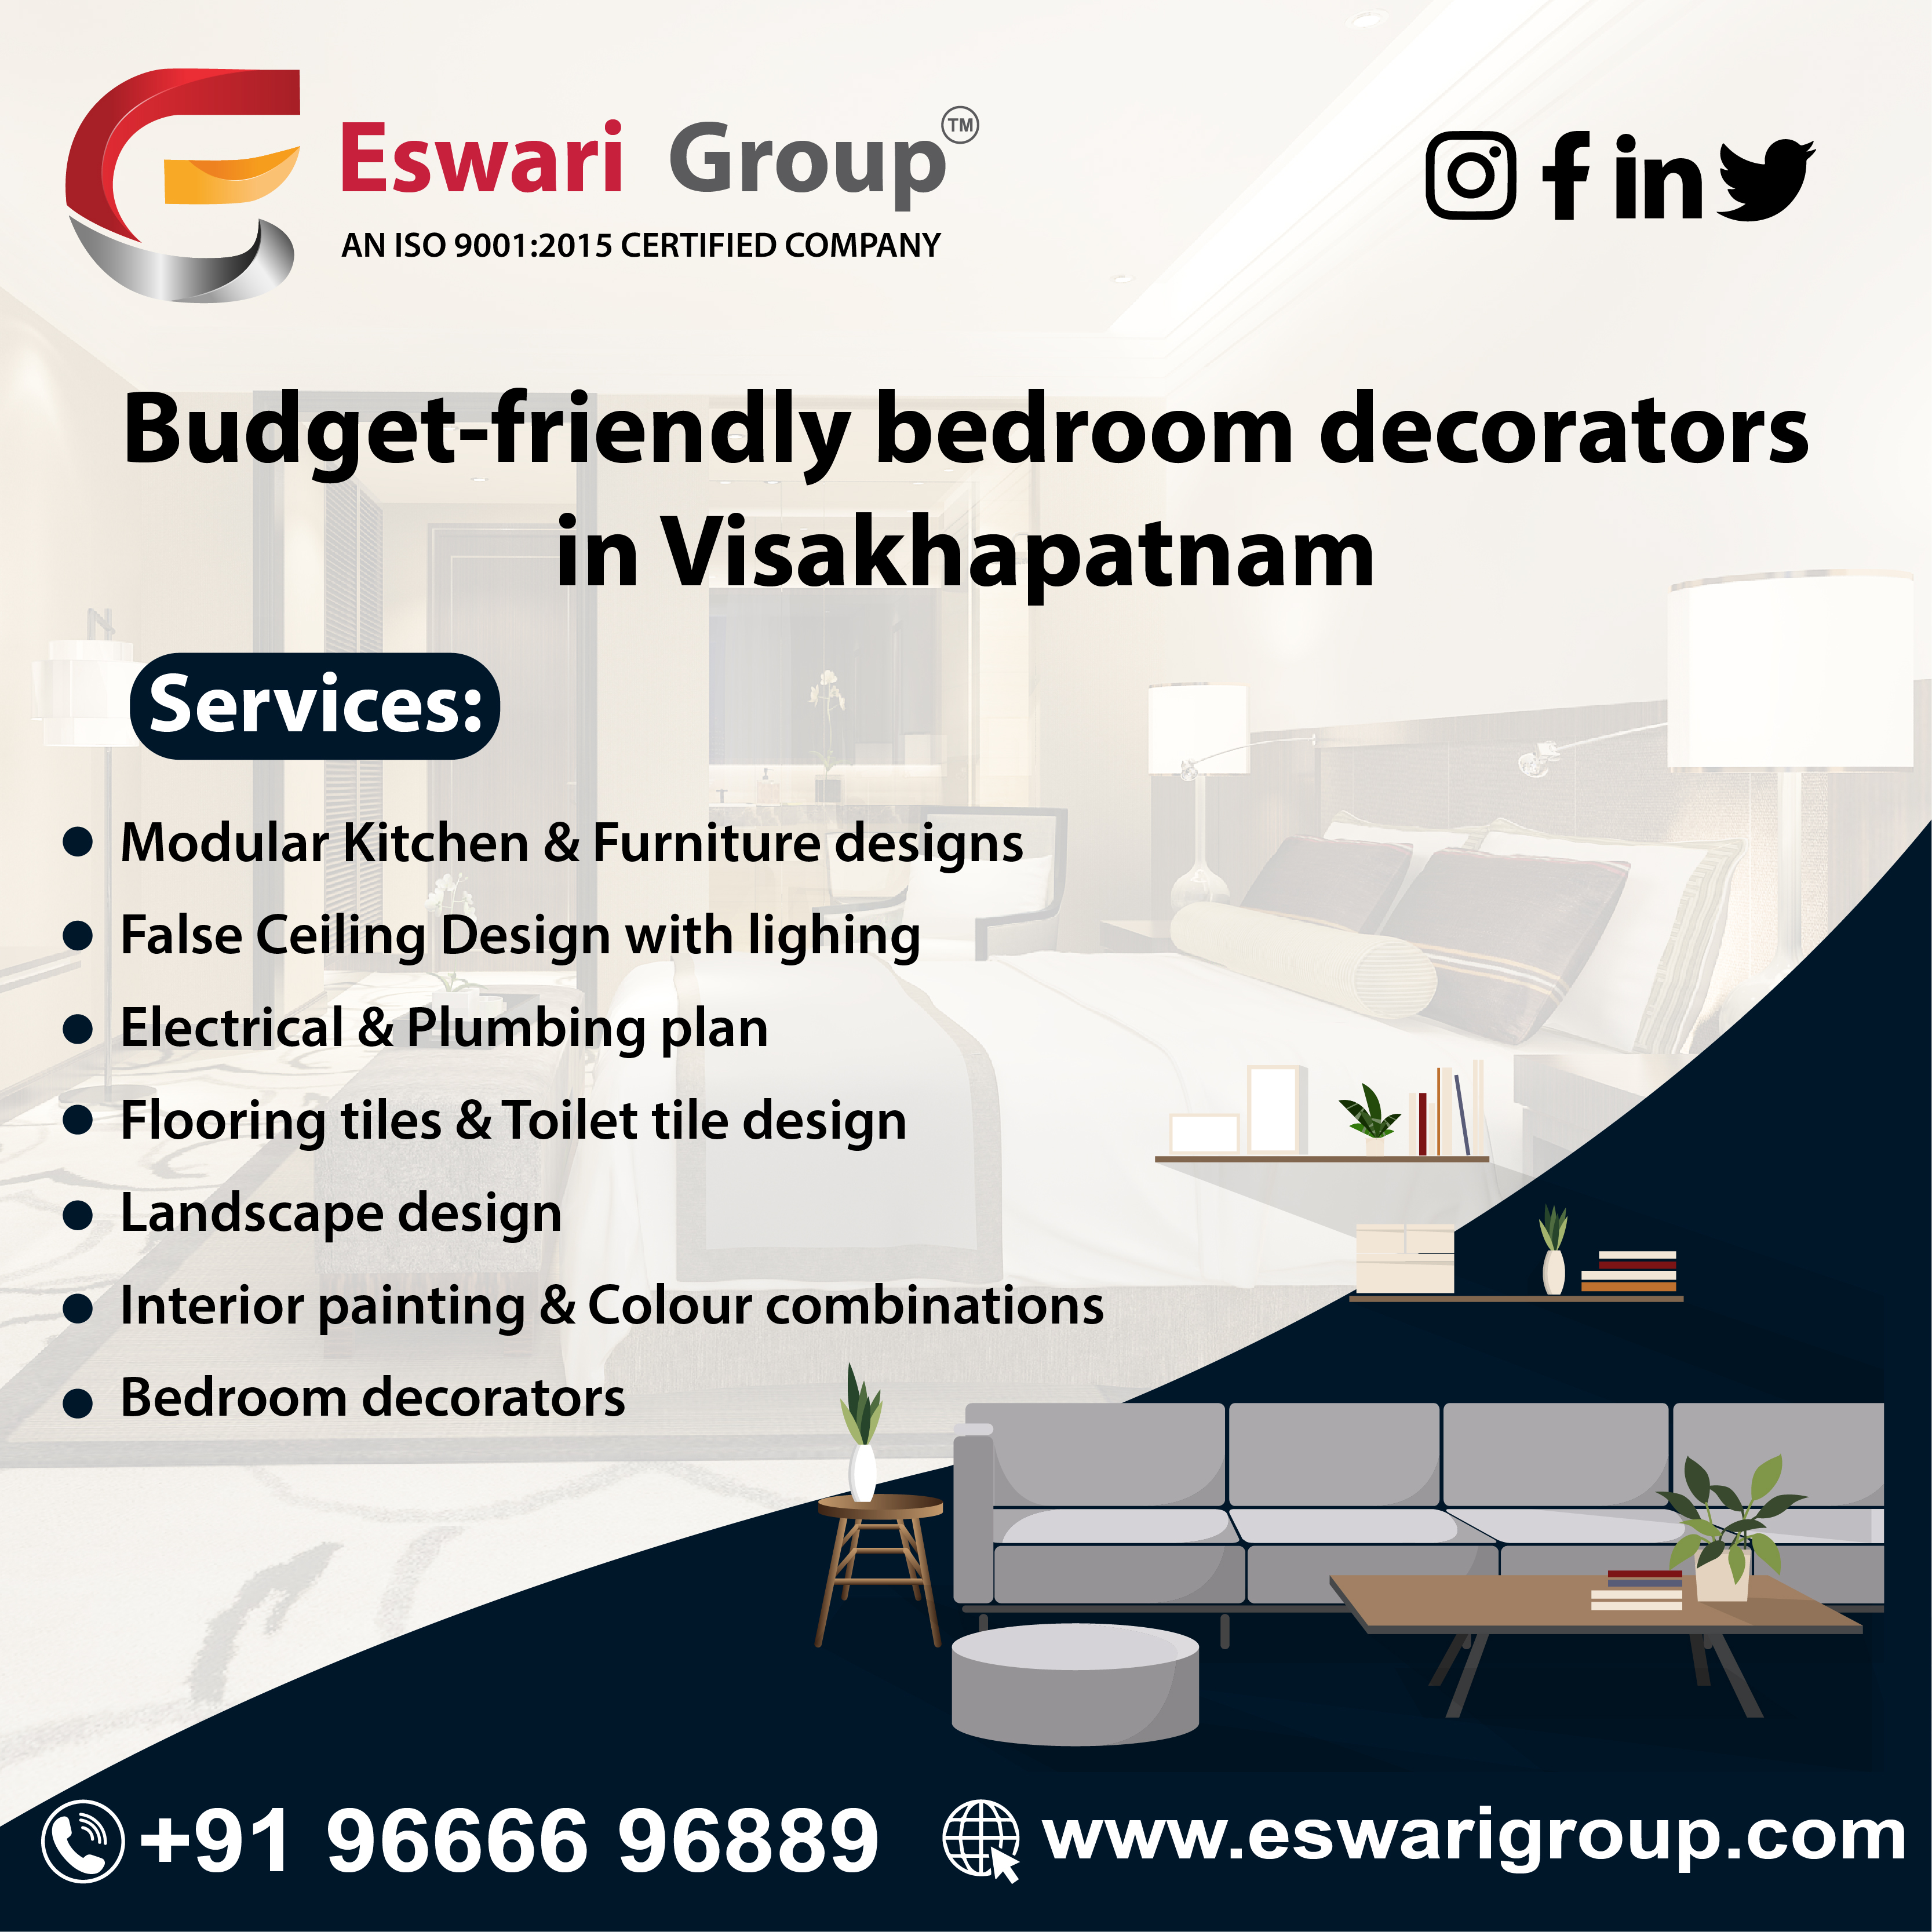 Eswari Group TM
AN ISO 9001:2015 CERTIFIED COMPANY
Budget-friendly bedroom decorators
in Visakhapatnam
Services:
Modular Kitchen & Furniture designs
False Ceiling Design with lighing
Electrical & Plumbing plan
Flooring tiles & Toilet tile design
Landscape design
Interior painting & Colour combinations
Bedroom decorators
+91 96666 96889
www.eswarigroup.com